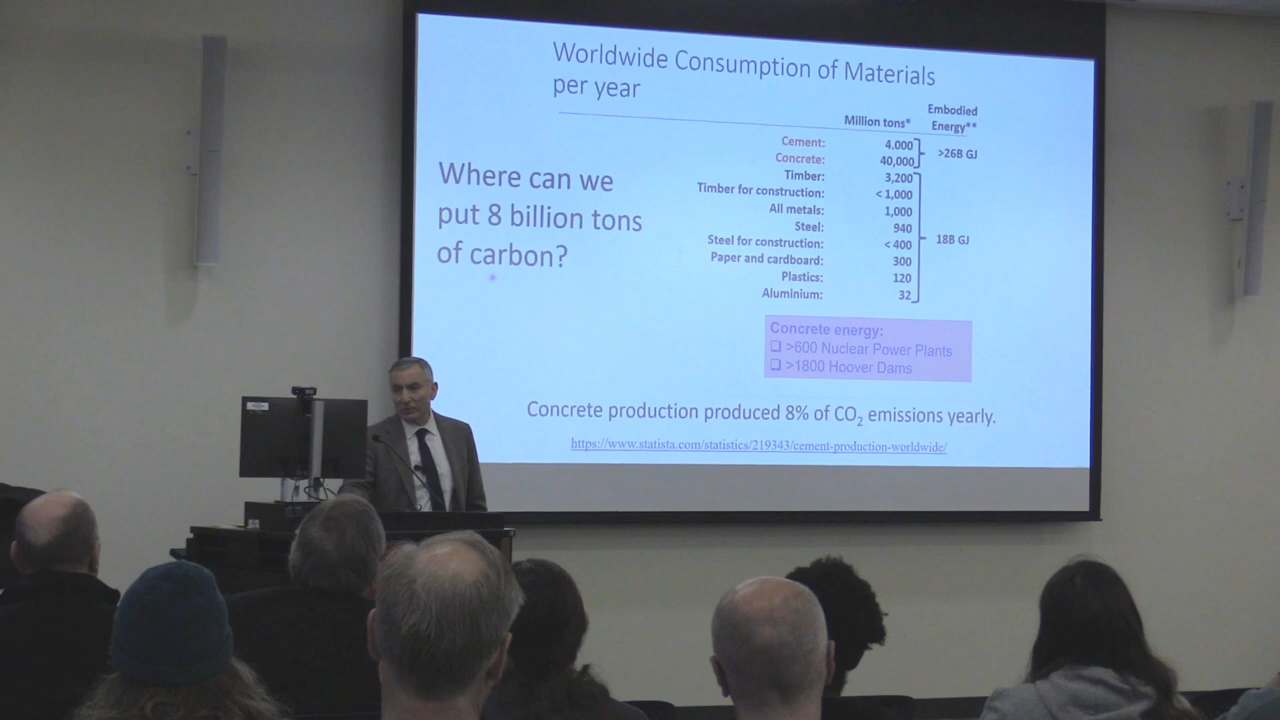 Worldwide Consumption of Materials
per year
Where can we
put 8 billion tons
of carbon?
Million tons* Embodied Energy**
Cement: 4,000
Concrete: 40,000
>26B GJ
Timber: 3,200
Timber for construction: < 1,000
All metals: 1,000
Steel: 940
Steel for construction: < 400
Paper and cardboard: 300
Plastics: 120
Aluminium: 32
18B GJ
Concrete energy:
❑ >600 Nuclear Power Plants
❑ >1800 Hoover Dams
Concrete production produced 8% of CO₂ emissions yearly.
https://www.statista.com/statistics/219343/cement-production-worldwide/